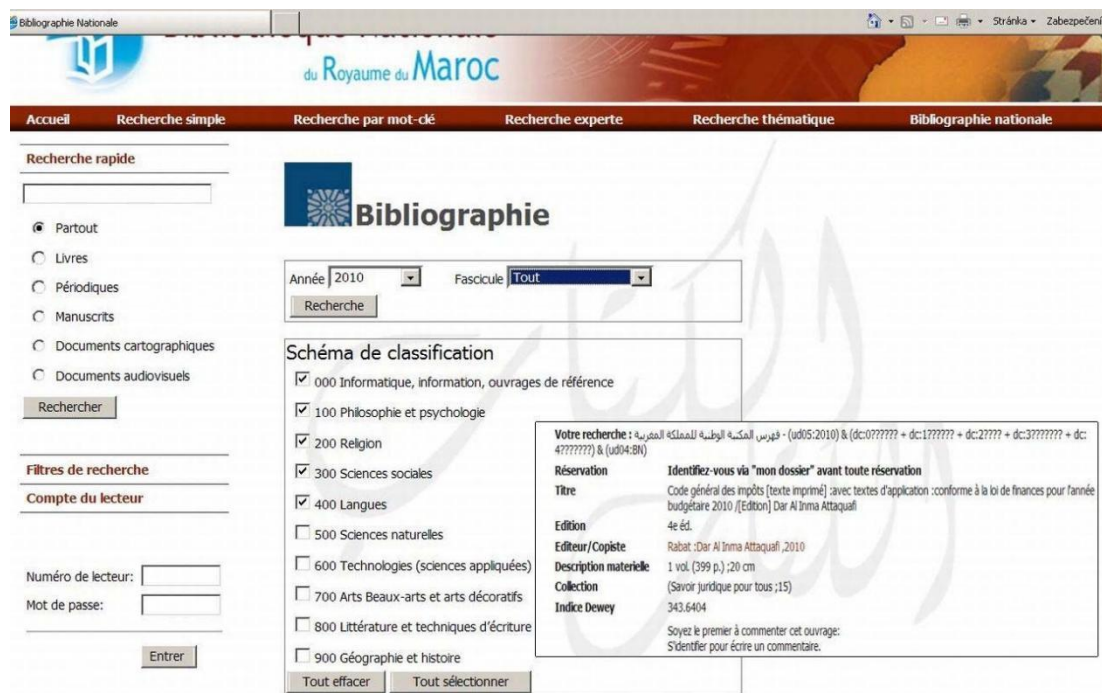 Bibliographie Nationale
Stránka
Zabezpečení
du Royaume du Maroc
Accueil Recherche simple Recherche par mot-clé Recherche experte Recherche thématique Bibliographie nationale
Recherche rapide
Partout
Livres
Périodiques
Manuscrits
Documents cartographiques
Documents audiovisuels
Rechercher
Filtres de recherche
Compte du lecteur
Numéro de lecteur:
Mot de passe:
Entrer
Bibliographie
Année 2010 Fascicule Tout
Recherche
Schéma de classification
000 Informatique, information, ouvrages de référence
100 Philosophie et psychologie
200 Religion
300 Sciences sociales
400 Langues
500 Sciences naturelles
600 Technologies (sciences appliquées)
700 Arts Beaux-arts et arts décoratifs
800 Littérature et techniques d'écriture
900 Géographie et histoire
Tout effacer Tout sélectionner
Votre recherche : فهرس المكتبة الوطنية للمملكة المغربية - (ud05:2010) & (dc:0?????? + dc:1?????? + dc:2???? + dc:3??????? + dc:
4???????) & (ud04:BN)
Réservation Identifiez-vous via "mon dossier" avant toute réservation
Titre Code général des impôts [texte imprimé] :avec textes d'application :conforme à la loi de finances pour l'année
budgétaire 2010 /[Edition] Dar Al Inma Attaquafi
Edition 4e éd.
Editeur/Copiste Rabat :Dar Al Inma Attaquafi ,2010
Description materielle 1 vol. (399 p.) ;20 cm
Collection (Savoir juridique pour tous ;15)
Indice Dewey 343.6404
Soyez le premier à commenter cet ouvrage:
S'identifier pour écrire un commentaire.